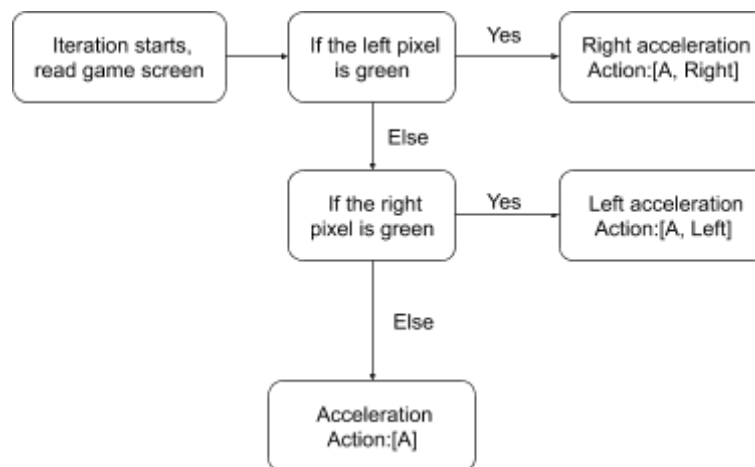 Iteration starts,
read game screen
If the left pixel
is green
Yes
Right acceleration
Action:[A, Right]
Else
If the right
pixel is green
Yes
Left acceleration
Action:[A, Left]
Else
Acceleration
Action:[A]